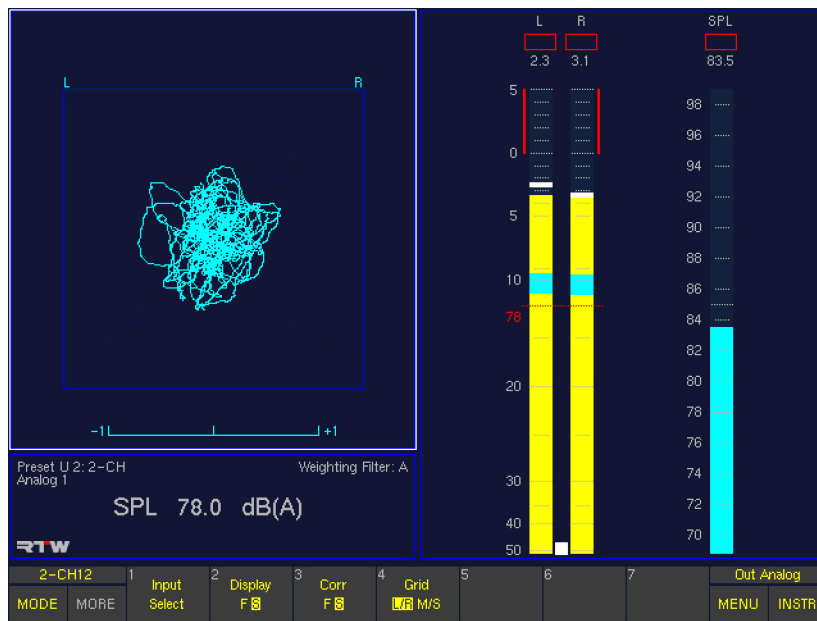 L R
-1 +1
Preset U 2: 2-CH Weighting Filter: A
Analog 1
SPL 78.0 dB(A)
RTW
L R SPL
2.3 3.1 83.5
5
0
5
10
78
20
30
40
50
98
96
94
92
90
88
86
84
82
80
78
76
74
72
70
2-CH12 1 Input 2 Display 3 Corr 4 Grid 5 6 7 Out Analog
MODE MORE Select F S F S L/R M/S MENU INSTR